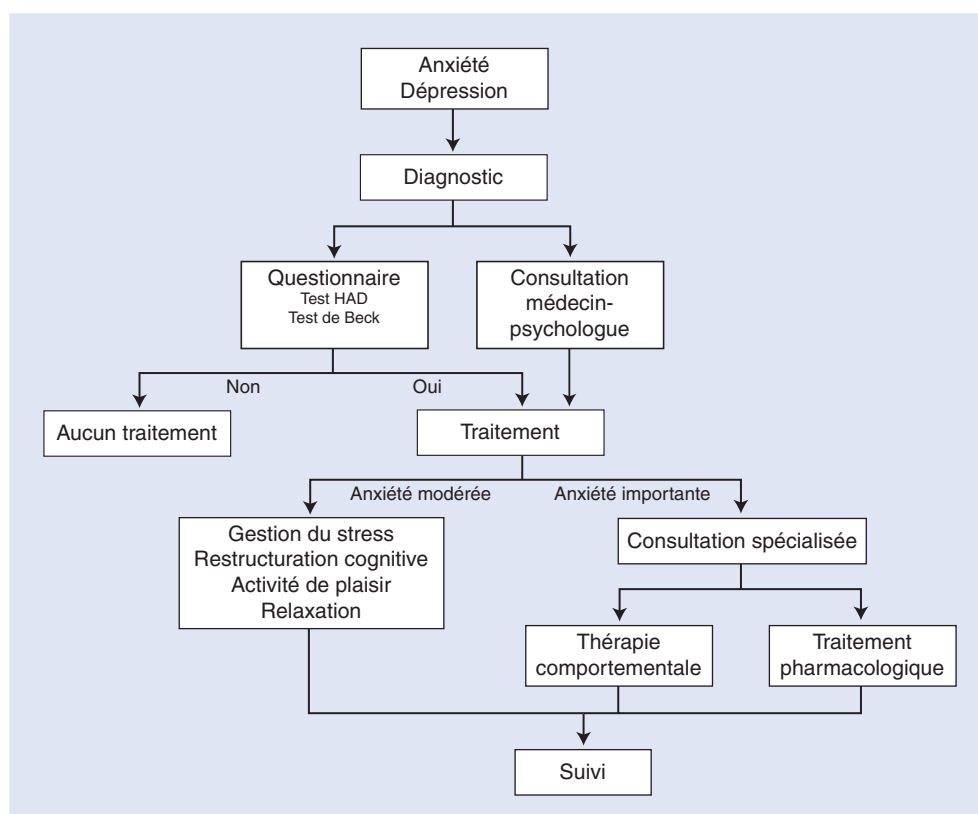 Anxiété
Dépression
Diagnostic
Questionnaire
Test HAD
Test de Beck
Consultation
médecin-
psychologue
Non
Oui
Aucun traitement
Traitement
Anxiété modérée
Anxiété importante
Gestion du stress
Restructuration cognitive
Activité de plaisir
Relaxation
Consultation spécialisée
Thérapie
comportementale
Traitement
pharmacologique
Suivi